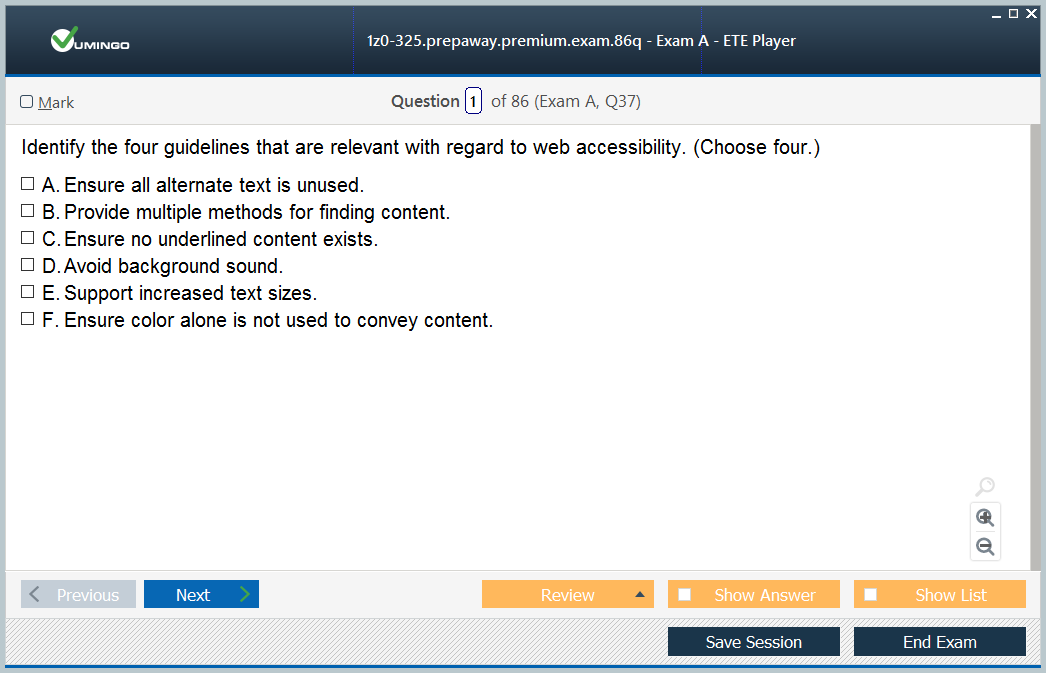 VUMINGO
1z0-325.prepaway.premium.exam.86q - Exam A - ETE Player
Mark
Question 1 of 86 (Exam A, Q37)
Identify the four guidelines that are relevant with regard to web accessibility. (Choose four.)
A. Ensure all alternate text is unused.
B. Provide multiple methods for finding content.
C. Ensure no underlined content exists.
D. Avoid background sound.
E. Support increased text sizes.
F. Ensure color alone is not used to convey content.
Previous
Next
Review
Show Answer
Show List
Save Session
End Exam